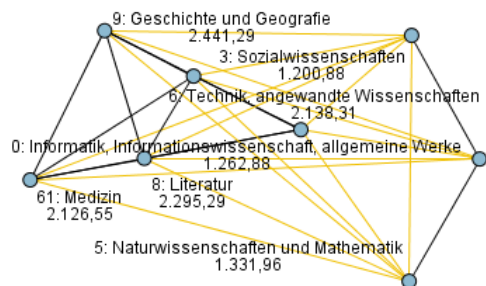 9: Geschichte und Geografie
2.441,29
3: Sozialwissenschaften
1.200,88
6: Technik, angewandte Wissenschaften
2.138,31
0: Informatik, Informationswissenschaft, allgemeine Werke
1.262,88
61: Medizin
2.126,55
8: Literatur
2.295,29
5: Naturwissenschaften und Mathematik
1.331,96